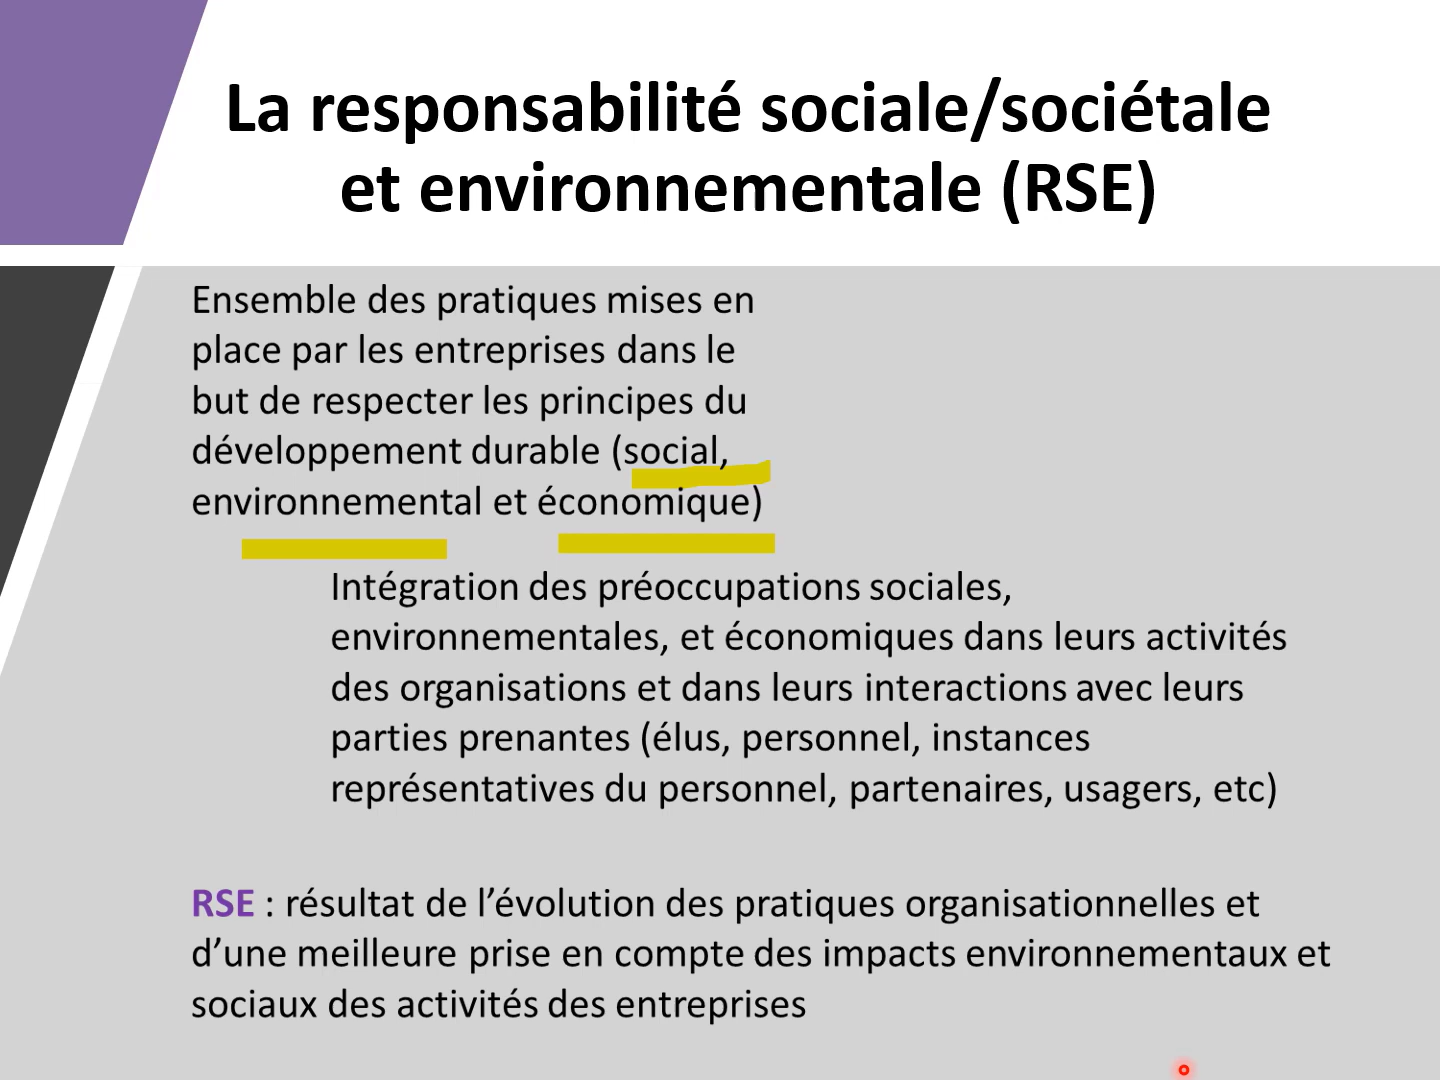 La responsabilité sociale/sociétale
et environnementale (RSE)
Ensemble des pratiques mises en
place par les entreprises dans le
but de respecter les principes du
développement durable (social,
environnemental et économique)
Intégration des préoccupations sociales,
environnementales, et économiques dans leurs activités
des organisations et dans leurs interactions avec leurs
parties prenantes (élus, personnel, instances
représentatives du personnel, partenaires, usagers, etc)
RSE : résultat de l’évolution des pratiques organisationnelles et
d’une meilleure prise en compte des impacts environnementaux et
sociaux des activités des entreprises